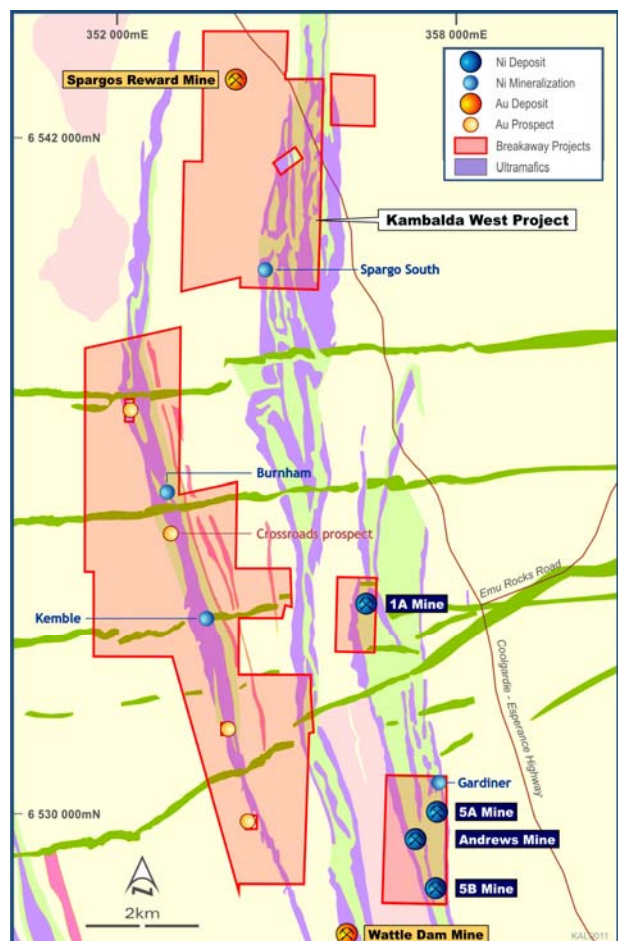 352 000mE
358 000mE
Spargos Reward Mine
Ni Deposit
Ni Mineralization
Au Deposit
Au Prospect
Breakaway Projects
Ultramafics
6 542 000mN
Kambalda West Project
Spargo South
Burnham
Crossroads prospect
Emu Rocks Road
1A Mine
Kemble
Coolgardie - Esperance Highway
Gardiner
5A Mine
6 530 000mN
Andrews Mine
5B Mine
2km
Wattle Dam Mine
KAL2011